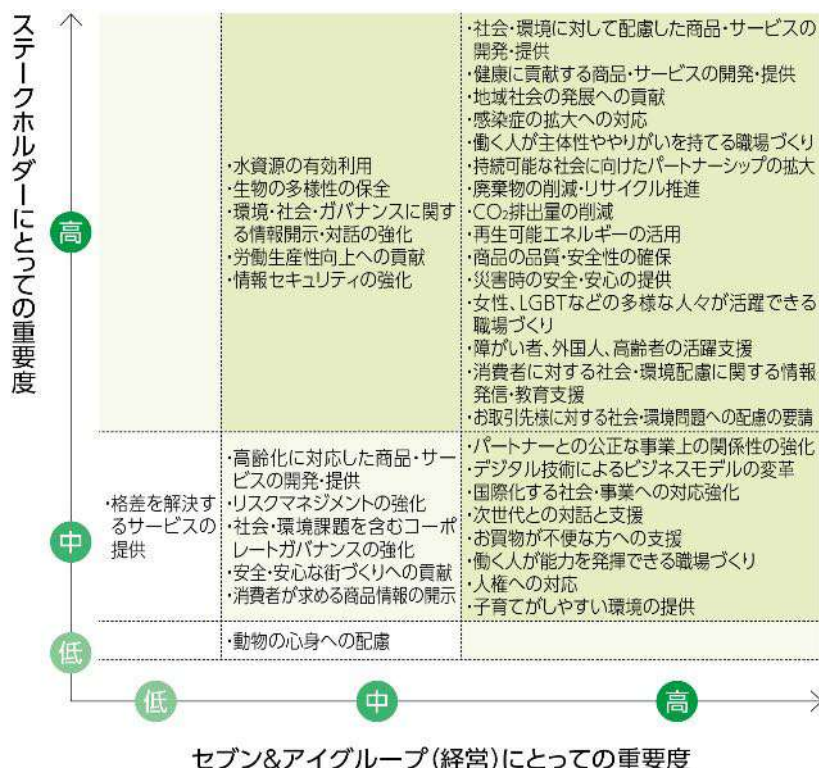 ステークホルダーにとっての重要度
高
中
低
・水資源の有効利用
・生物の多様性の保全
・環境・社会・ガバナンスに関す
る情報開示・対話の強化
・労働生産性向上への貢献
・情報セキュリティの強化
・社会・環境に対して配慮した商品・サービスの
開発・提供
・健康に貢献する商品・サービスの開発・提供
・地域社会の発展への貢献
・感染症の拡大への対応
・働く人が主体性ややりがいを持てる職場づくり
・持続可能な社会に向けたパートナーシップの拡大
・廃棄物の削減・リサイクル推進
・CO₂排出量の削減
・再生可能エネルギーの活用
・商品の品質・安全性の確保
・災害時の安全・安心の提供
・女性、LGBTなどの多様な人々が活躍できる
職場づくり
・障がい者、外国人、高齢者の活躍支援
・消費者に対する社会・環境配慮に関する情報
発信・教育支援
・お取引先様に対する社会・環境問題への配慮の要請
・格差を解決す
るサービスの
提供
・高齢化に対応した商品・サー
ビスの開発・提供
・リスクマネジメントの強化
・社会・環境課題を含むコーポ
レートガバナンスの強化
・安全・安心な街づくりへの貢献
・消費者が求める商品情報の開示
・パートナーとの公正な事業上の関係性の強化
・デジタル技術によるビジネスモデルの変革
・国際化する社会・事業への対応強化
・次世代との対話と支援
・お買物が不便な方への支援
・働く人が能力を発揮できる職場づくり
・人権への対応
・子育てがしやすい環境の提供
・動物の心身への配慮
低
中
高
セブン&アイグループ(経営)にとっての重要度